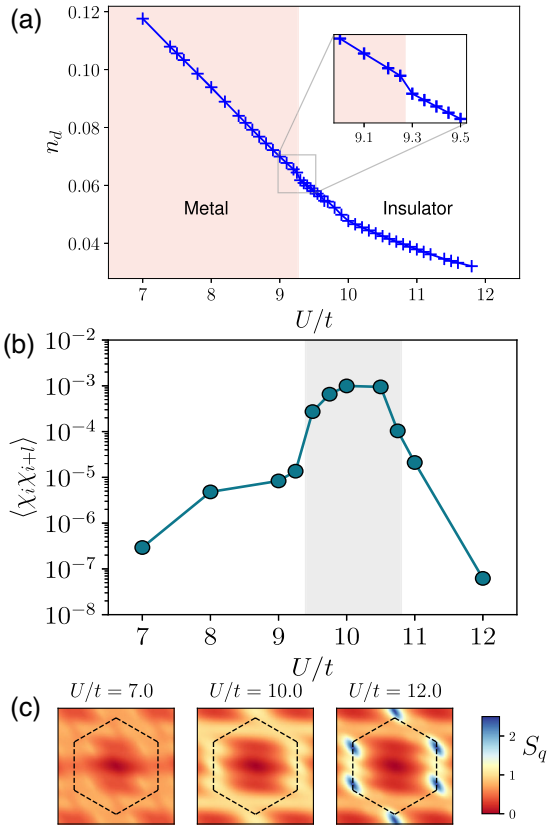 (a)
0.12
0.10
0.08
0.06
0.04
n_d
Metal
Insulator
9.1 9.3 9.5
7 8 9 10 11 12
U/t
(b)
10^{-2}
10^{-3}
10^{-4}
10^{-5}
10^{-6}
10^{-7}
10^{-8}
⟨χ_iχ_{i+l}⟩
7 8 9 10 11 12
U/t
(c)
U/t = 7.0 U/t = 10.0 U/t = 12.0
2
1
0
S_q